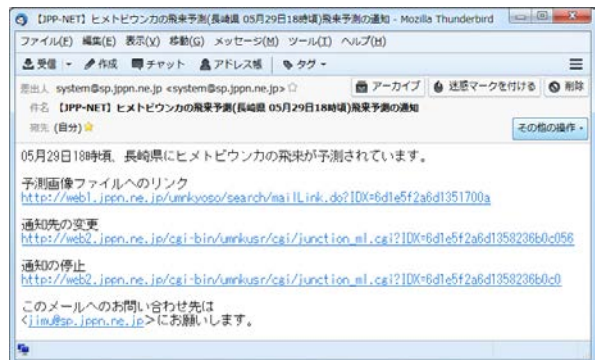 【JPP-NET】ヒメトビウンカの飛来予測(長崎県 05月29日18時頃)飛来予測の通知 - Mozilla Thunderbird
ファイル(F) 編集(E) 表示(V) 移動(G) メッセージ(M) ツール(T) ヘルプ(H)
受信 作成 チャット アドレス帳 タグ
差出人 system@sp.jppn.ne.jp <system@sp.jppn.ne.jp> アーカイブ 迷惑マークを付ける 削除
件名 【JPP-NET】ヒメトビウンカの飛来予測(長崎県 05月29日18時頃)飛来予測の通知
宛先 (自分) その他の操作
05月29日18時頃、長崎県にヒメトビウンカの飛来が予測されています。
予測画像ファイルへのリンク
http://web1.jppn.ne.jp/umnkyoso/search/mailLink.do?IDX=6d1e5f2a6d1351700a
通知先の変更
http://web2.jppn.ne.jp/cgi-bin/umnkusr/cgi/junction_ml.cgi?IDX=6d1e5f2a6d1358236b0c056
通知の停止
http://web2.jppn.ne.jp/cgi-bin/umnkusr/cgi/junction_ml.cgi?IDX=6d1e5f2a6d1358236b0c0
このメールへのお問い合わせ先は
<jimu@sp.jppn.ne.jp>にお願いします。